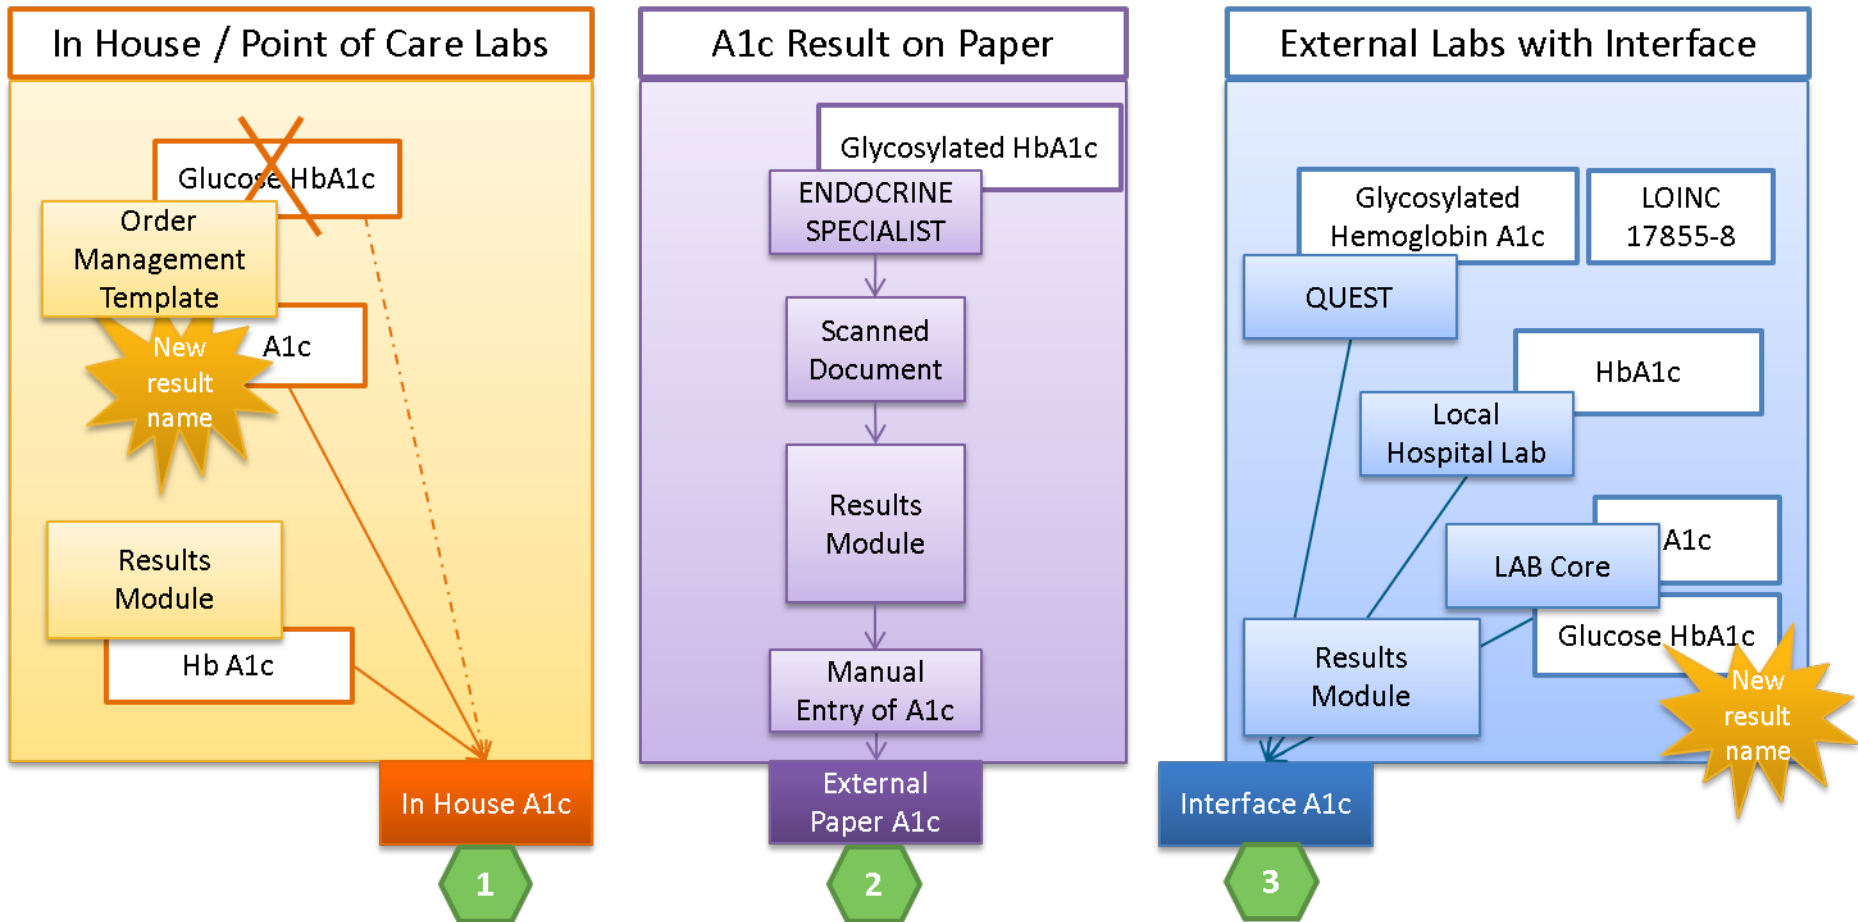 In House / Point of Care Labs
Glucose HbA1c
Order
Management
Template
A1c
New
result
name
Results
Module
Hb A1c
In House A1c
1
A1c Result on Paper
Glycosylated HbA1c
ENDOCRINE
SPECIALIST
Scanned
Document
Results
Module
Manual
Entry of A1c
External
Paper A1c
2
External Labs with Interface
Glycosylated
Hemoglobin A1c
LOINC
17855-8
QUEST
HbA1c
Local
Hospital Lab
A1c
LAB Core
Glucose HbA1c
New
result
name
Results
Module
Interface A1c
3